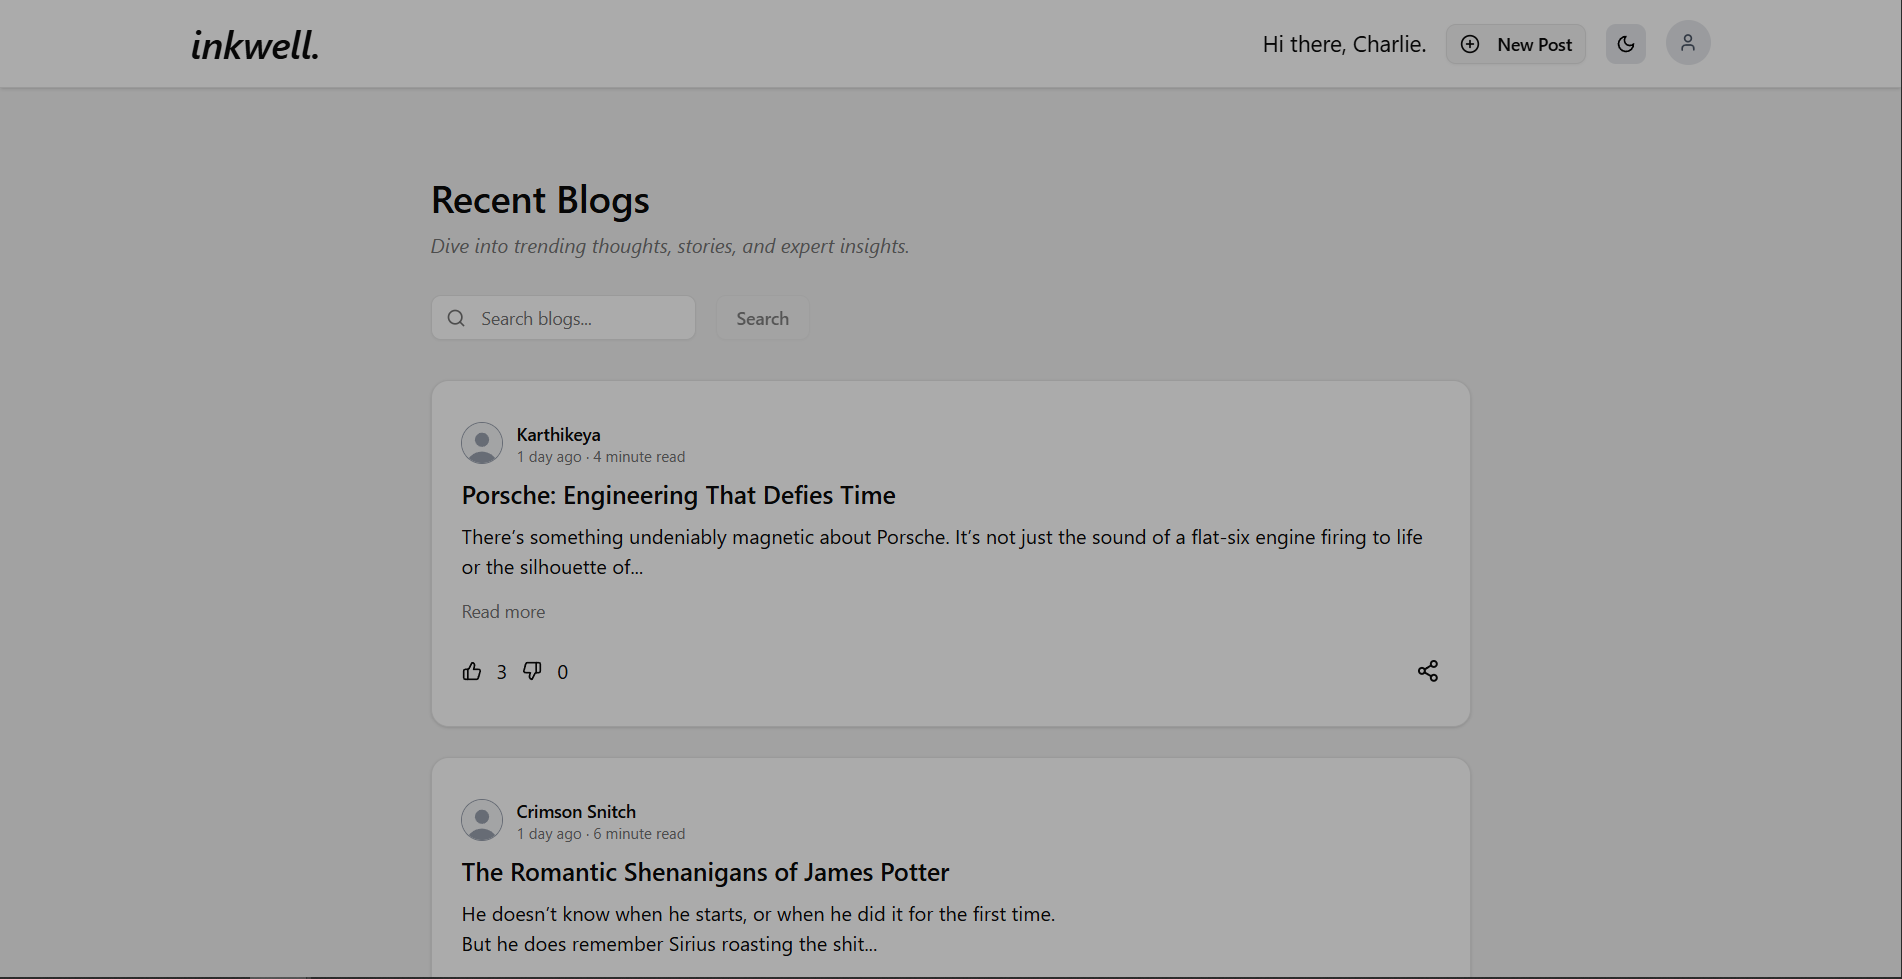 inkwell.
Hi there, Charlie.
New Post
Recent Blogs
Dive into trending thoughts, stories, and expert insights.
Search blogs...
Search
Karthikeya
1 day ago · 4 minute read
Porsche: Engineering That Defies Time
There’s something undeniably magnetic about Porsche. It’s not just the sound of a flat-six engine firing to life
or the silhouette of...
Read more
3
0
Crimson Snitch
1 day ago · 6 minute read
The Romantic Shenanigans of James Potter
He doesn’t know when he starts, or when he did it for the first time.
But he does remember Sirius roasting the shit...